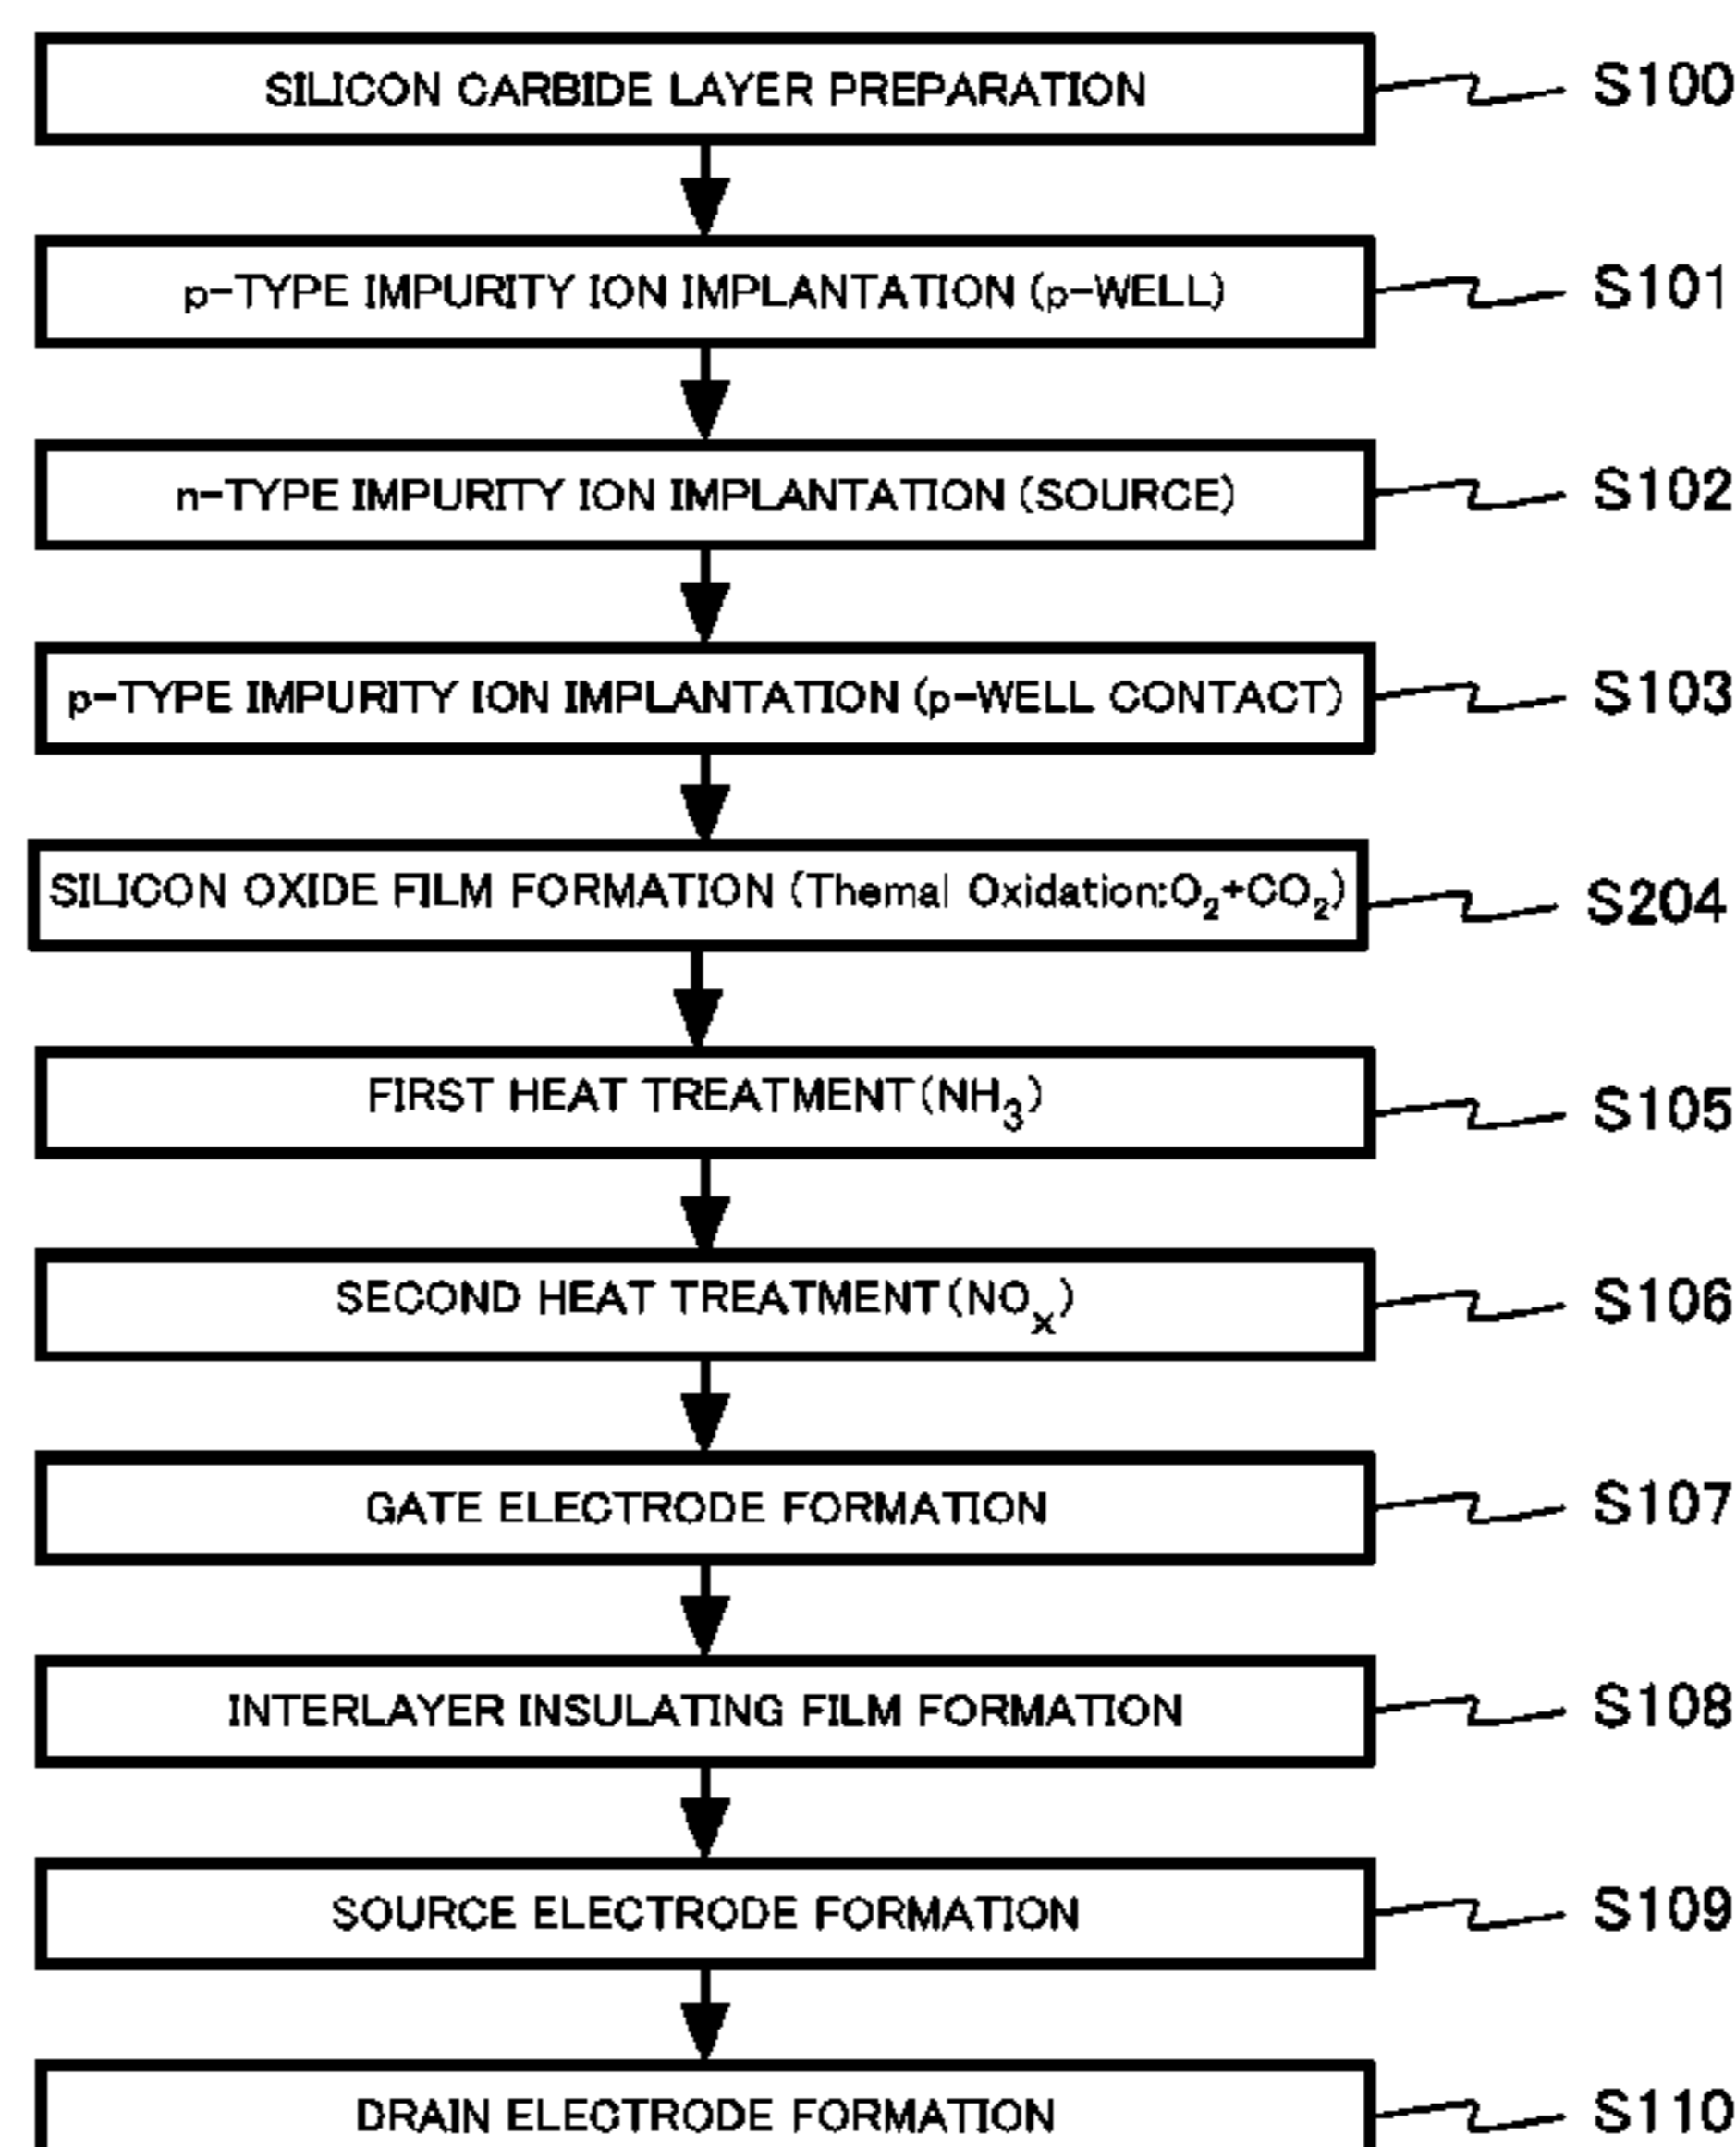 SILICON CARBIDE LAYER PREPARATION S100
p-TYPE IMPURITY ION IMPLANTATION (p-WELL) S101
n-TYPE IMPURITY ION IMPLANTATION (SOURCE) S102
p-TYPE IMPURITY ION IMPLANTATION (p-WELL CONTACT) S103
SILICON OXIDE FILM FORMATION (Themal Oxidation:O₂+CO₂) S204
FIRST HEAT TREATMENT(NH₃) S105
SECOND HEAT TREATMENT(NOₓ) S106
GATE ELECTRODE FORMATION S107
INTERLAYER INSULATING FILM FORMATION S108
SOURCE ELECTRODE FORMATION S109
DRAIN ELECTRODE FORMATION S110